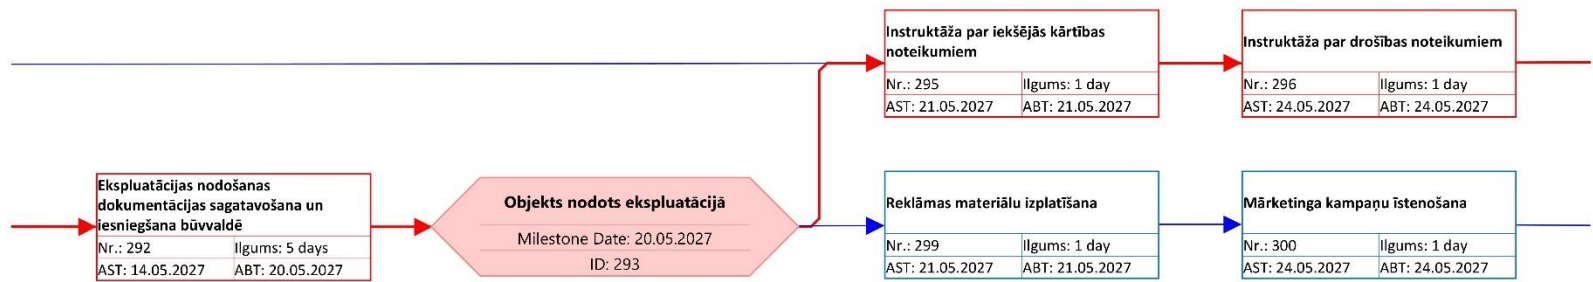 Instruktāža par iekšējās kārtības
noteikumiem
Nr.: 295 Ilgums: 1 day
AST: 21.05.2027 ABT: 21.05.2027
Instruktāža par drošības noteikumiem
Nr.: 296 Ilgums: 1 day
AST: 24.05.2027 ABT: 24.05.2027
Ekspluatācijas nodošanas
dokumentācijas sagatavošana un
iesniegšana būvvaldē
Nr.: 292 Ilgums: 5 days
AST: 14.05.2027 ABT: 20.05.2027
Objekts nodots ekspluatācijā
Milestone Date: 20.05.2027
ID: 293
Reklāmas materiālu izplatīšana
Nr.: 299 Ilgums: 1 day
AST: 21.05.2027 ABT: 21.05.2027
Mārketinga kampaņu īstenošana
Nr.: 300 Ilgums: 1 day
AST: 24.05.2027 ABT: 24.05.2027